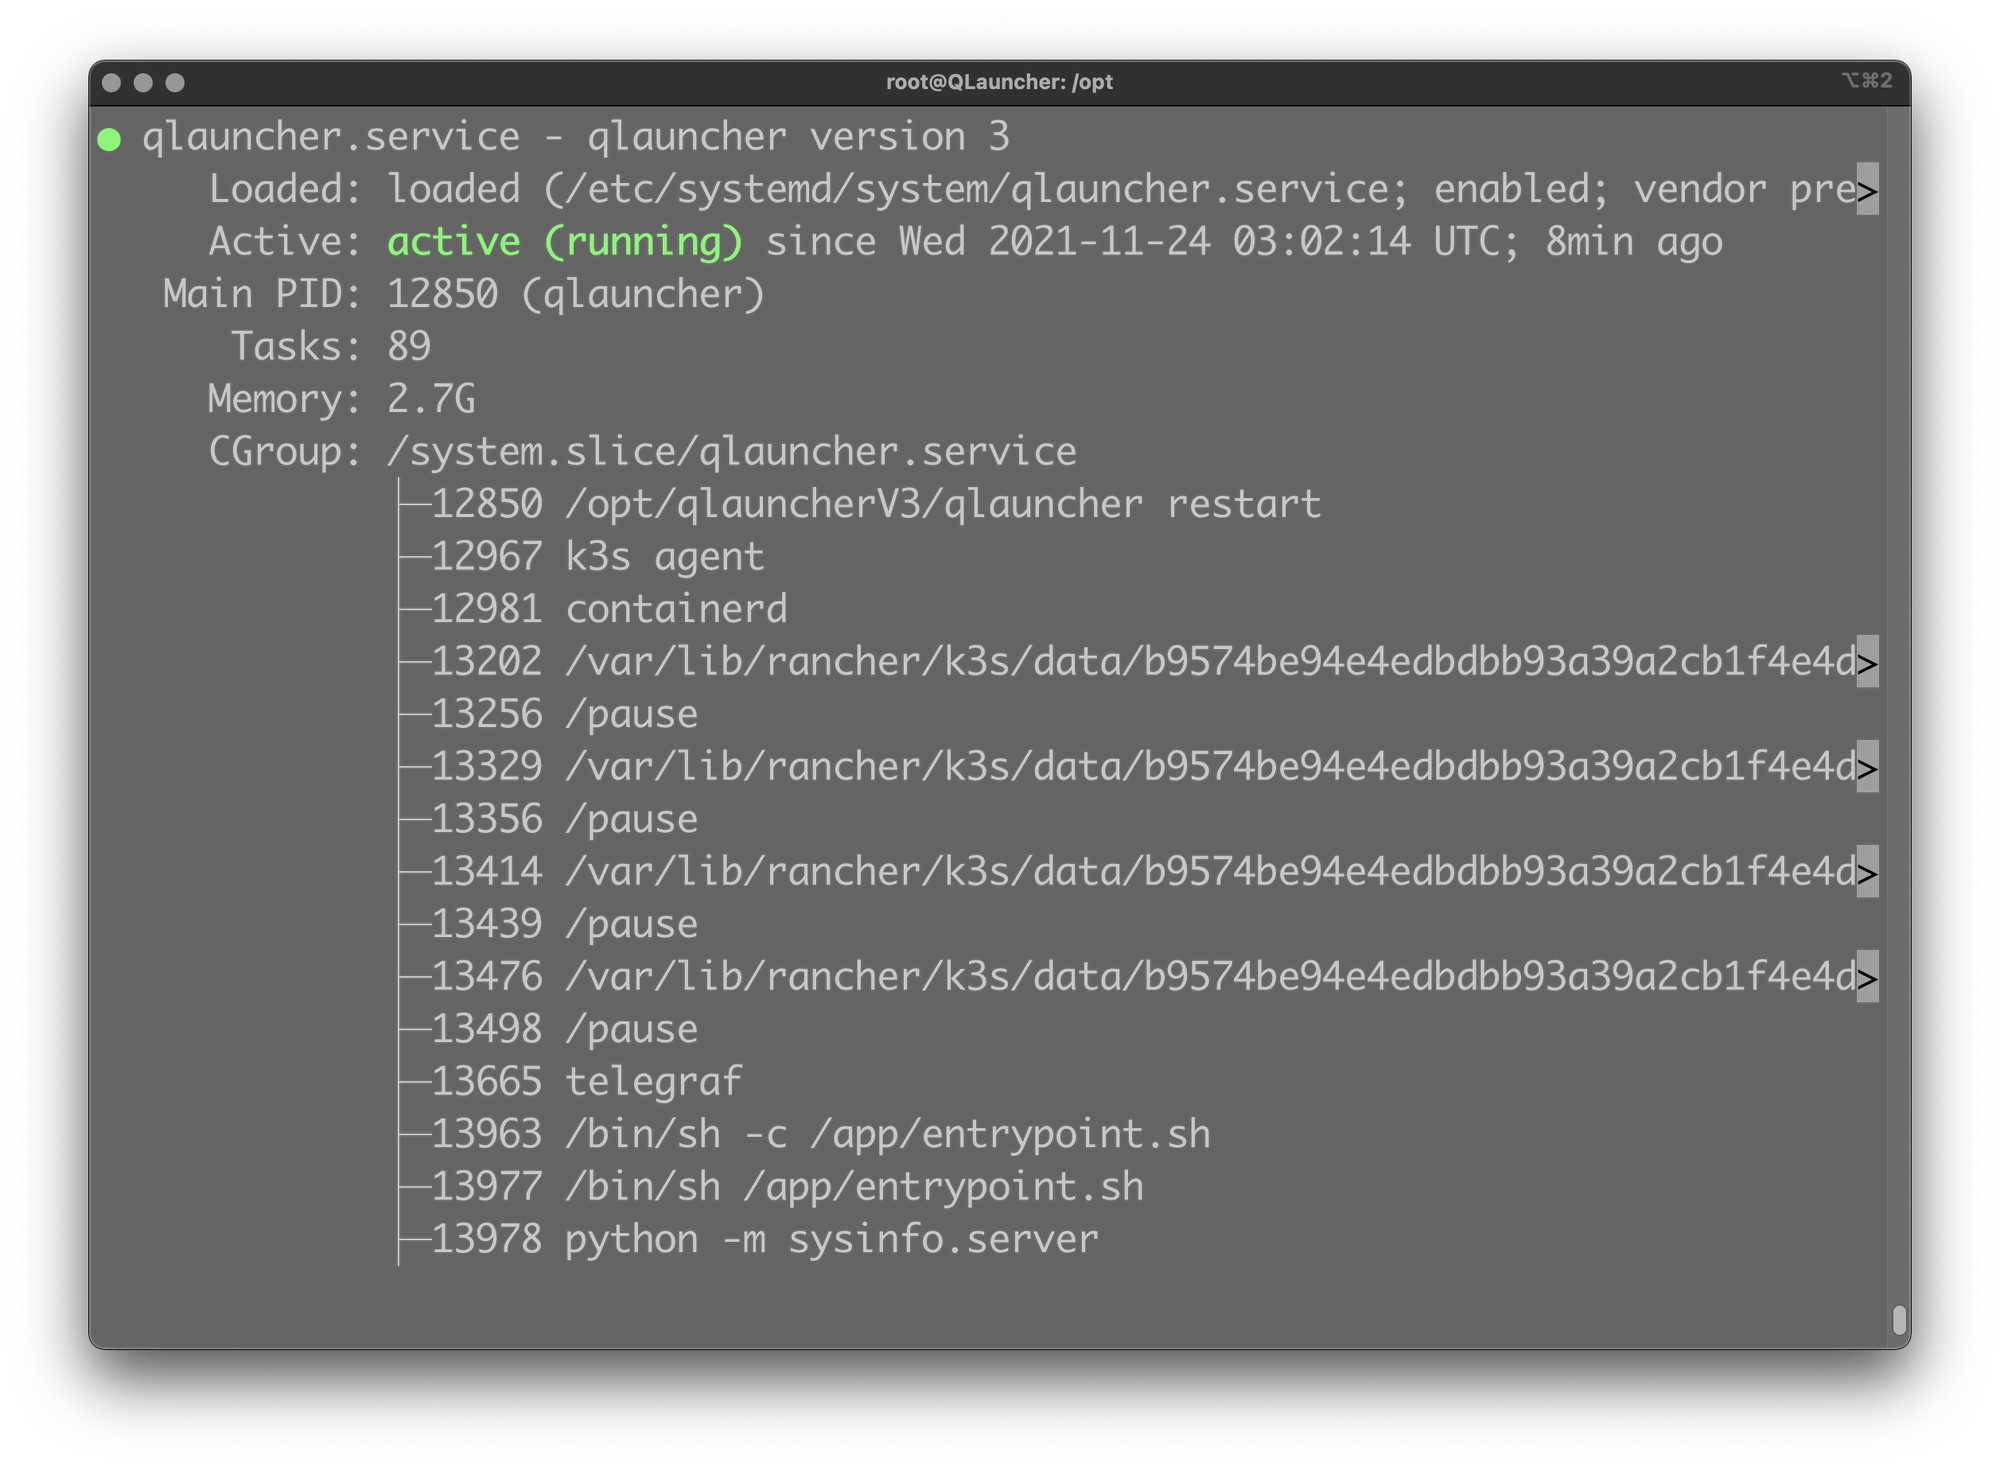 root@QLauncher: /opt
⌥⌘2
● qlauncher.service - qlauncher version 3
Loaded: loaded (/etc/systemd/system/qlauncher.service; enabled; vendor pre>
Active: active (running) since Wed 2021-11-24 03:02:14 UTC; 8min ago
Main PID: 12850 (qlauncher)
Tasks: 89
Memory: 2.7G
CGroup: /system.slice/qlauncher.service
├─12850 /opt/qlauncherV3/qlauncher restart
├─12967 k3s agent
├─12981 containerd
├─13202 /var/lib/rancher/k3s/data/b9574be94e4edbdbb93a39a2cb1f4e4d>
├─13256 /pause
├─13329 /var/lib/rancher/k3s/data/b9574be94e4edbdbb93a39a2cb1f4e4d>
├─13356 /pause
├─13414 /var/lib/rancher/k3s/data/b9574be94e4edbdbb93a39a2cb1f4e4d>
├─13439 /pause
├─13476 /var/lib/rancher/k3s/data/b9574be94e4edbdbb93a39a2cb1f4e4d>
├─13498 /pause
├─13665 telegraf
├─13963 /bin/sh -c /app/entrypoint.sh
├─13977 /bin/sh /app/entrypoint.sh
├─13978 python -m sysinfo.server